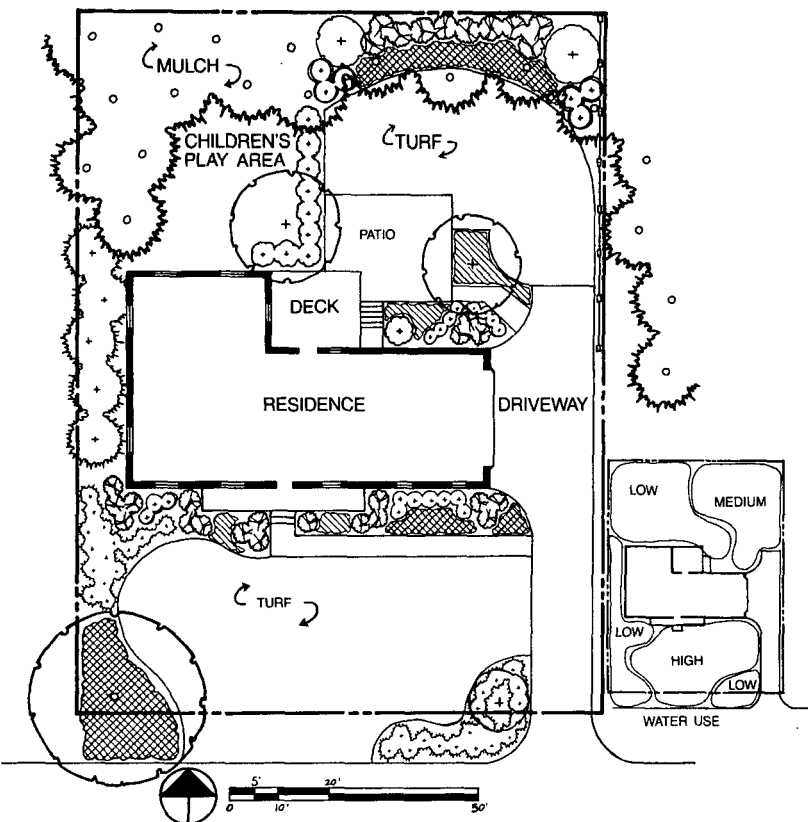 MULCH
CHILDREN'S
PLAY AREA
TURF
PATIO
DECK
RESIDENCE
DRIVEWAY
TURF
LOW
MEDIUM
LOW
HIGH
LOW
WATER USE
5' 20'
0 10' 50'